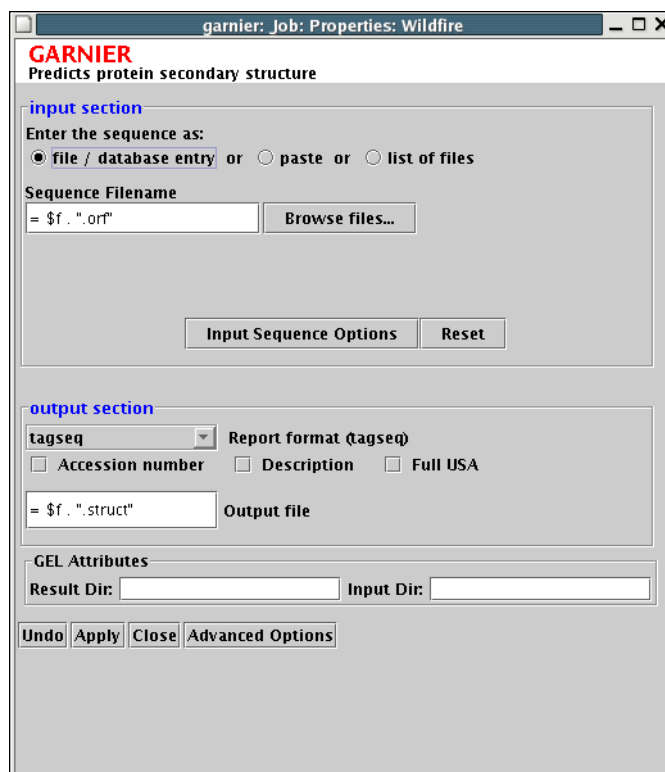 garnier: Job: Properties: Wildfire
GARNIER
Predicts protein secondary structure
input section
Enter the sequence as:
file / database entry or paste or list of files
Sequence Filename
= $f . ".orf" Browse files...
Input Sequence Options Reset
output section
tagseq Report format (tagseq)
Accession number Description Full USA
= $f . ".struct" Output file
GEL Attributes
Result Dir: Input Dir:
Undo Apply Close Advanced Options